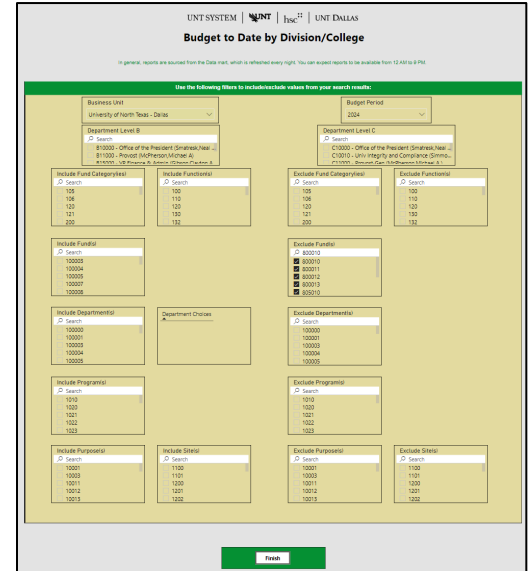 UNT SYSTEM | UNT | hsc | UNT DALLAS
Budget to Date by Division/College
In general, reports are sourced from the Data mart, which is refreshed every night. You can expect reports to be available from 12 AM to 8 PM.
Use the following filters to include/exclude values from your search results:
Business Unit
University of North Texas - Dallas
Budget Period
2024
Department Level B
Search
B10000 - Office of the President (Smatresk,Neal
B11000 - Provost (McPherson,Michael A)
B15000 - VP Finance & Admin (Gibson,Clayton A
Department Level C
Search
C10000 - Office of the President (Smatresk,Neal
C10010 - Univ Integrity and Compliance (Simmo...
Include Fund Category(ies)
Search
105
106
120
121
200
Include Function(s)
Search
100
110
120
130
132
Exclude Fund Category(ies)
Search
105
106
120
121
200
Exclude Function(s)
Search
100
110
120
130
132
Include Fund(s)
Search
100003
100004
100005
100007
100008
Exclude Fund(s)
800010
800010
800011
800012
800013
805010
Include Department(s)
Search
100000
100001
100003
100004
100005
Department Choices
Exclude Department(s)
Search
100000
100001
100003
100004
100005
Include Program(s)
Search
1010
1020
1021
1022
1023
Exclude Program(s)
Search
1010
1020
1021
1022
1023
Include Purpose(s)
Search
10001
10003
10011
10012
10013
Include Site(s)
Search
1100
1101
1200
1201
1202
Exclude Purpose(s)
Search
10001
10003
10011
10012
10013
Exclude Site(s)
Search
1100
1101
1200
1201
1202
Finish